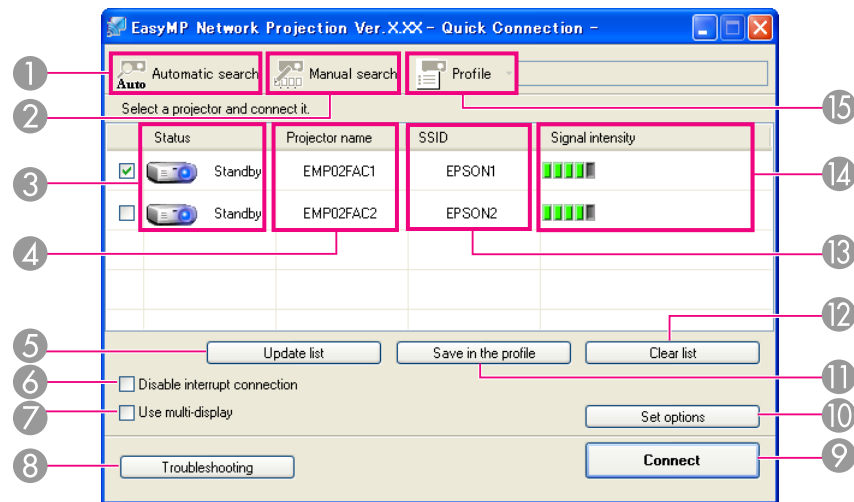 EasyMP Network Projection Ver.X.XX - Quick Connection -
1 Auto Automatic search Manual search Profile
Select a projector and connect it. 15
2
Status Projector name SSID Signal intensity
3 Standby EMP02FAC1 EPSON1 14
Standby EMP02FAC2 EPSON2
4 13
12
5 Update list Save in the profile Clear list
6 Disable interrupt connection 11
7 Use multi-display Set options 10
8 Troubleshooting Connect 9